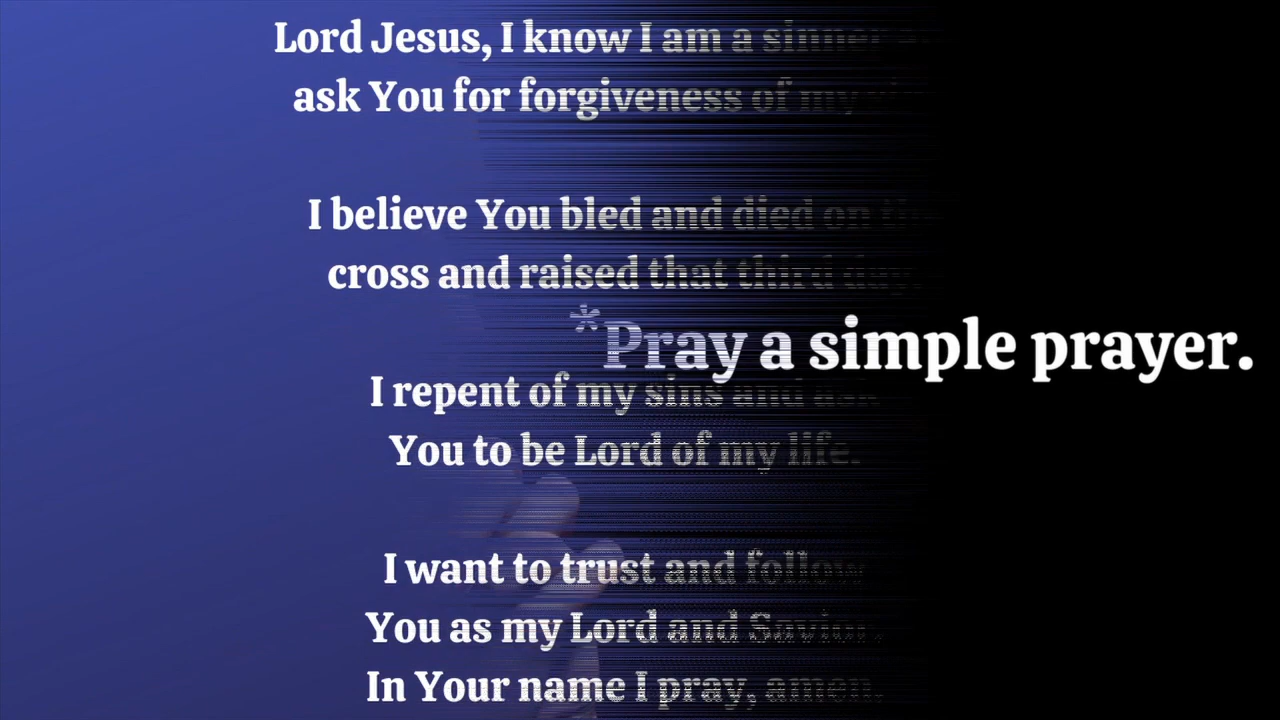 Lord Jesus, I know I am a sinner
ask You for forgiveness of my
I believe You bled and died on
cross and raised that third day
*Pray a simple prayer.
I repent of my sins and ask
You to be Lord of my life.
I want to trust and follow
You as my Lord and Savior.
In Your name I pray, amen.